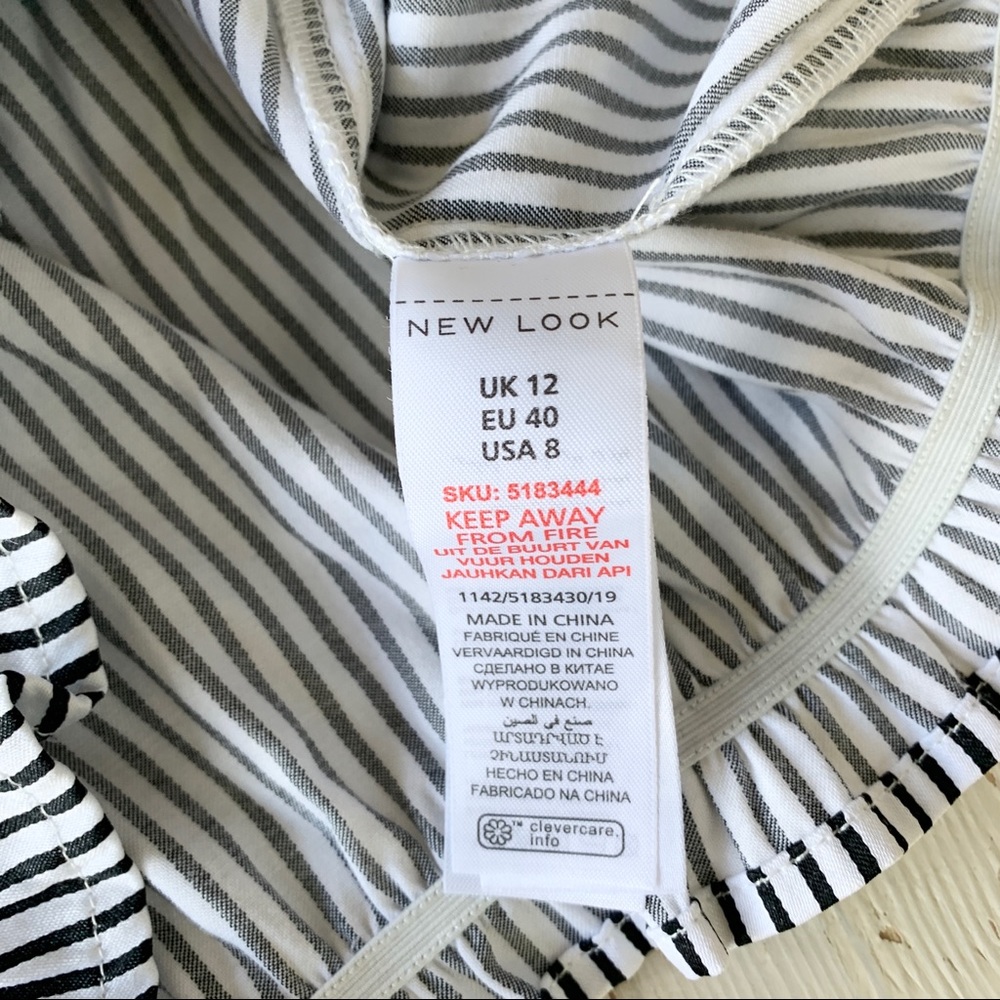 NEW LOOK
UK 12
EU 40
USA 8
SKU: 5183444
KEEP AWAY
FROM FIRE
UIT DE BUURT VAN
VUUR HOUDEN
JAUHKAN DARI API
1142/5183430/19
MADE IN CHINA
FABRIQUÉ EN CHINE
VERVAARDIGD IN CHINA
СДЕЛАНО В КИТАЕ
WYPRODUKOWANO
W CHINACH.
صنع في الصين
ԱՐՏԱԴՐՎԱԾ Է
ՉԻՆԱՍՏԱՆՈՒՄ
HECHO EN CHINA
FABRICADO NA CHINA
™ clevercare.
info